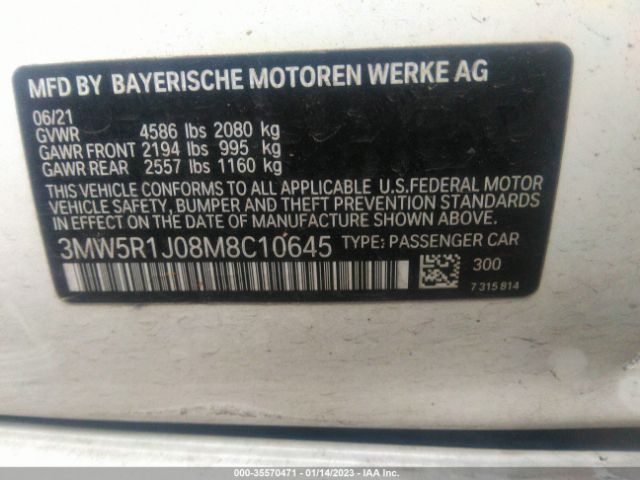 MFD BY BAYERISCHE MOTOREN WERKE AG
06/21
GVWR 4586 lbs 2080 kg
GAWR FRONT 2194 lbs 995 kg
GAWR REAR 2557 lbs 1160 kg
THIS VEHICLE CONFORMS TO ALL APPLICABLE U.S.FEDERAL MOTOR
VEHICLE SAFETY, BUMPER AND THEFT PREVENTION STANDARDS
IN EFFECT ON THE DATE OF MANUFACTURE SHOWN ABOVE.
3MW5R1J08M8C10645 TYPE: PASSENGER CAR
300
7 315 814
000-35570471 - 01/14/2023 - IAA Inc.